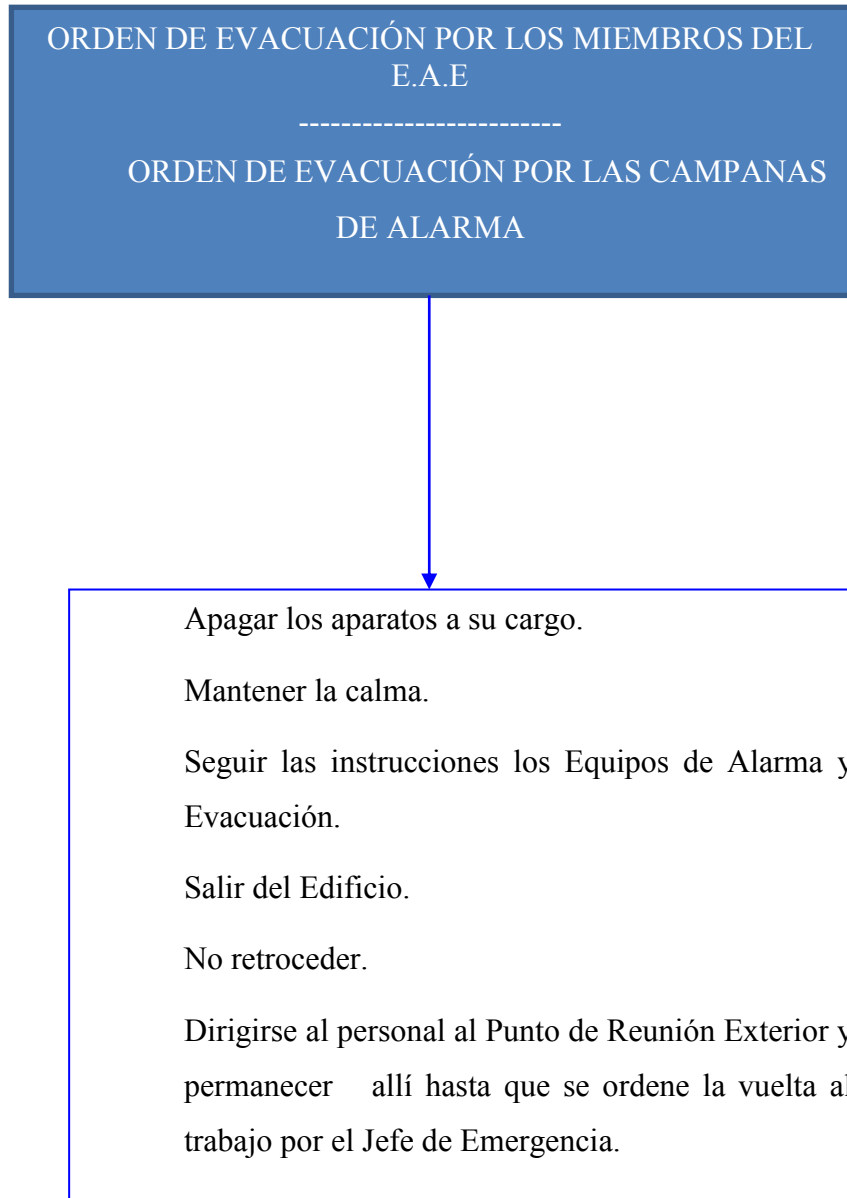 ORDEN DE EVACUACIÓN POR LOS MIEMBROS DEL
E.A.E
-------------------------
ORDEN DE EVACUACIÓN POR LAS CAMPANAS
DE ALARMA
Apagar los aparatos a su cargo.
Mantener la calma.
Seguir las instrucciones los Equipos de Alarma y
Evacuación.
Salir del Edificio.
No retroceder.
Dirigirse al personal al Punto de Reunión Exterior y
permanecer allí hasta que se ordene la vuelta al
trabajo por el Jefe de Emergencia.